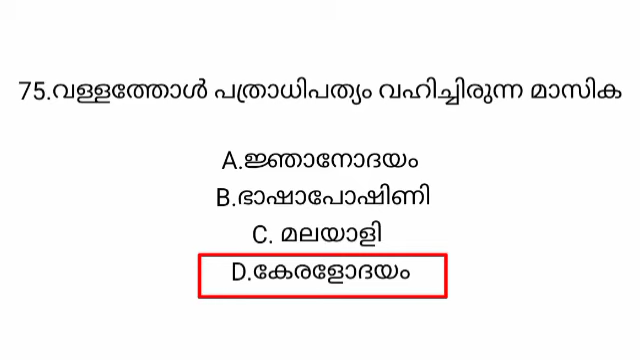 75.വള്ളത്തോൾ പത്രാധിപത്യം വഹിച്ചിരുന്ന മാസിക
A.ജ്ഞാനോദയം
B.ഭാഷാപോഷിണി
C. മലയാളി
D.കേരളോദയം